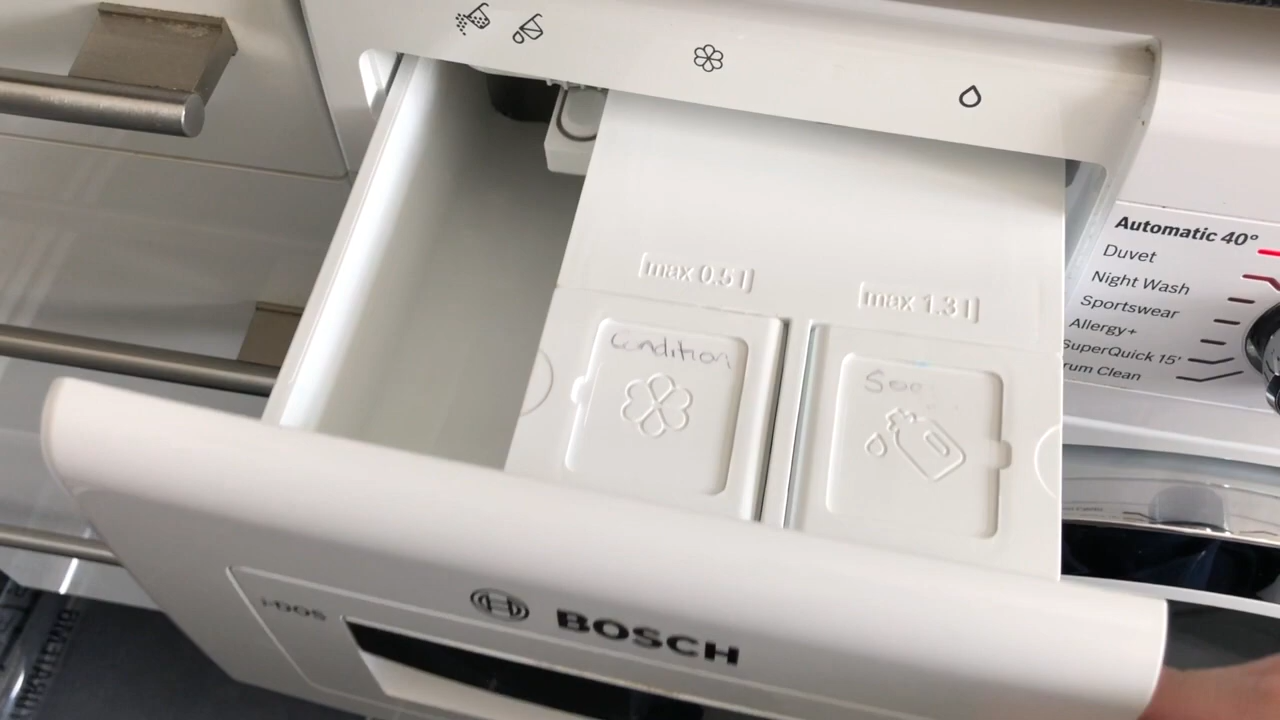 [max 0.5 l]
[max 1.3 l]
Condition
Automatic 40°
Duvet
Night Wash
Sportswear
Allergy+
SuperQuick 15'
rum Clean
i-DOS
BOSCH